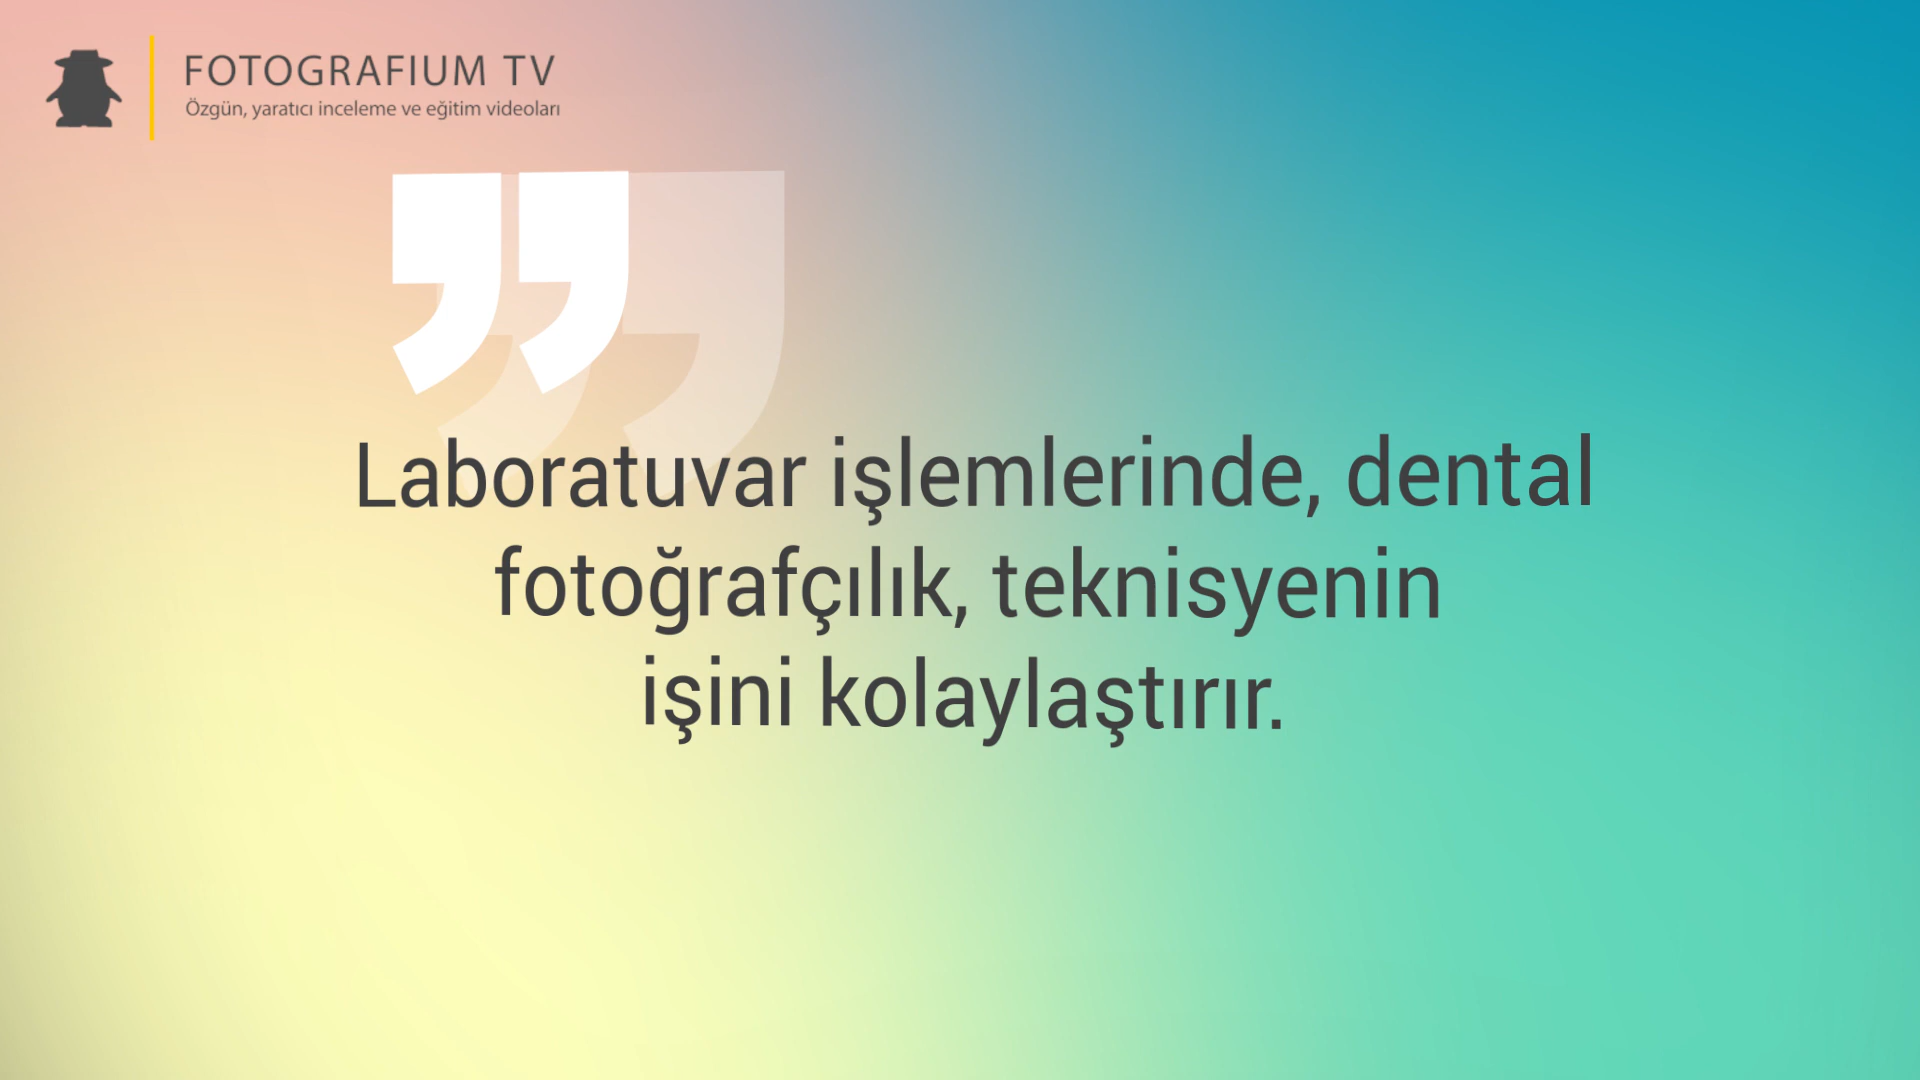 FOTOGRAFIUM TV
Özgün, yaratıcı inceleme ve eğitim videoları
Laboratuvar işlemlerinde, dental
fotoğrafçılık, teknisyenin
işini kolaylaştırır.